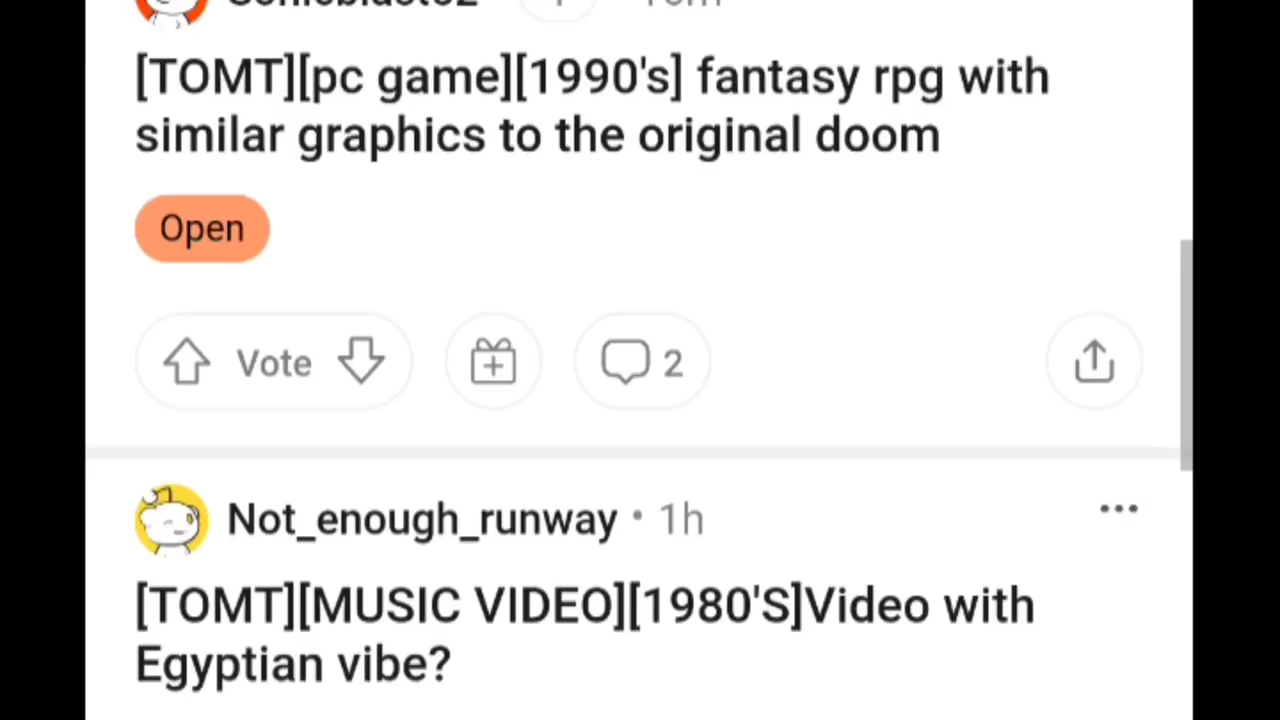 [TOMT][pc game][1990's] fantasy rpg with
similar graphics to the original doom
Open
Vote
2
Not_enough_runway • 1h
[TOMT][MUSIC VIDEO][1980'S]Video with
Egyptian vibe?